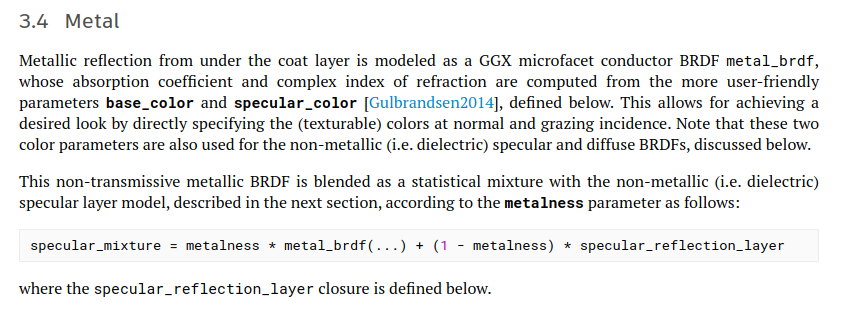 3.4 Metal
Metallic reflection from under the coat layer is modeled as a GGX microfacet conductor BRDF metal_brdf,
whose absorption coefficient and complex index of refraction are computed from the more user-friendly
parameters base_color and specular_color [Gulbrandsen2014], defined below. This allows for achieving a
desired look by directly specifying the (texturable) colors at normal and grazing incidence. Note that these two
color parameters are also used for the non-metallic (i.e. dielectric) specular and diffuse BRDFs, discussed below.
This non-transmissive metallic BRDF is blended as a statistical mixture with the non-metallic (i.e. dielectric)
specular layer model, described in the next section, according to the metalness parameter as follows:
specular_mixture = metalness * metal_brdf(...) + (1 - metalness) * specular_reflection_layer
where the specular_reflection_layer closure is defined below.